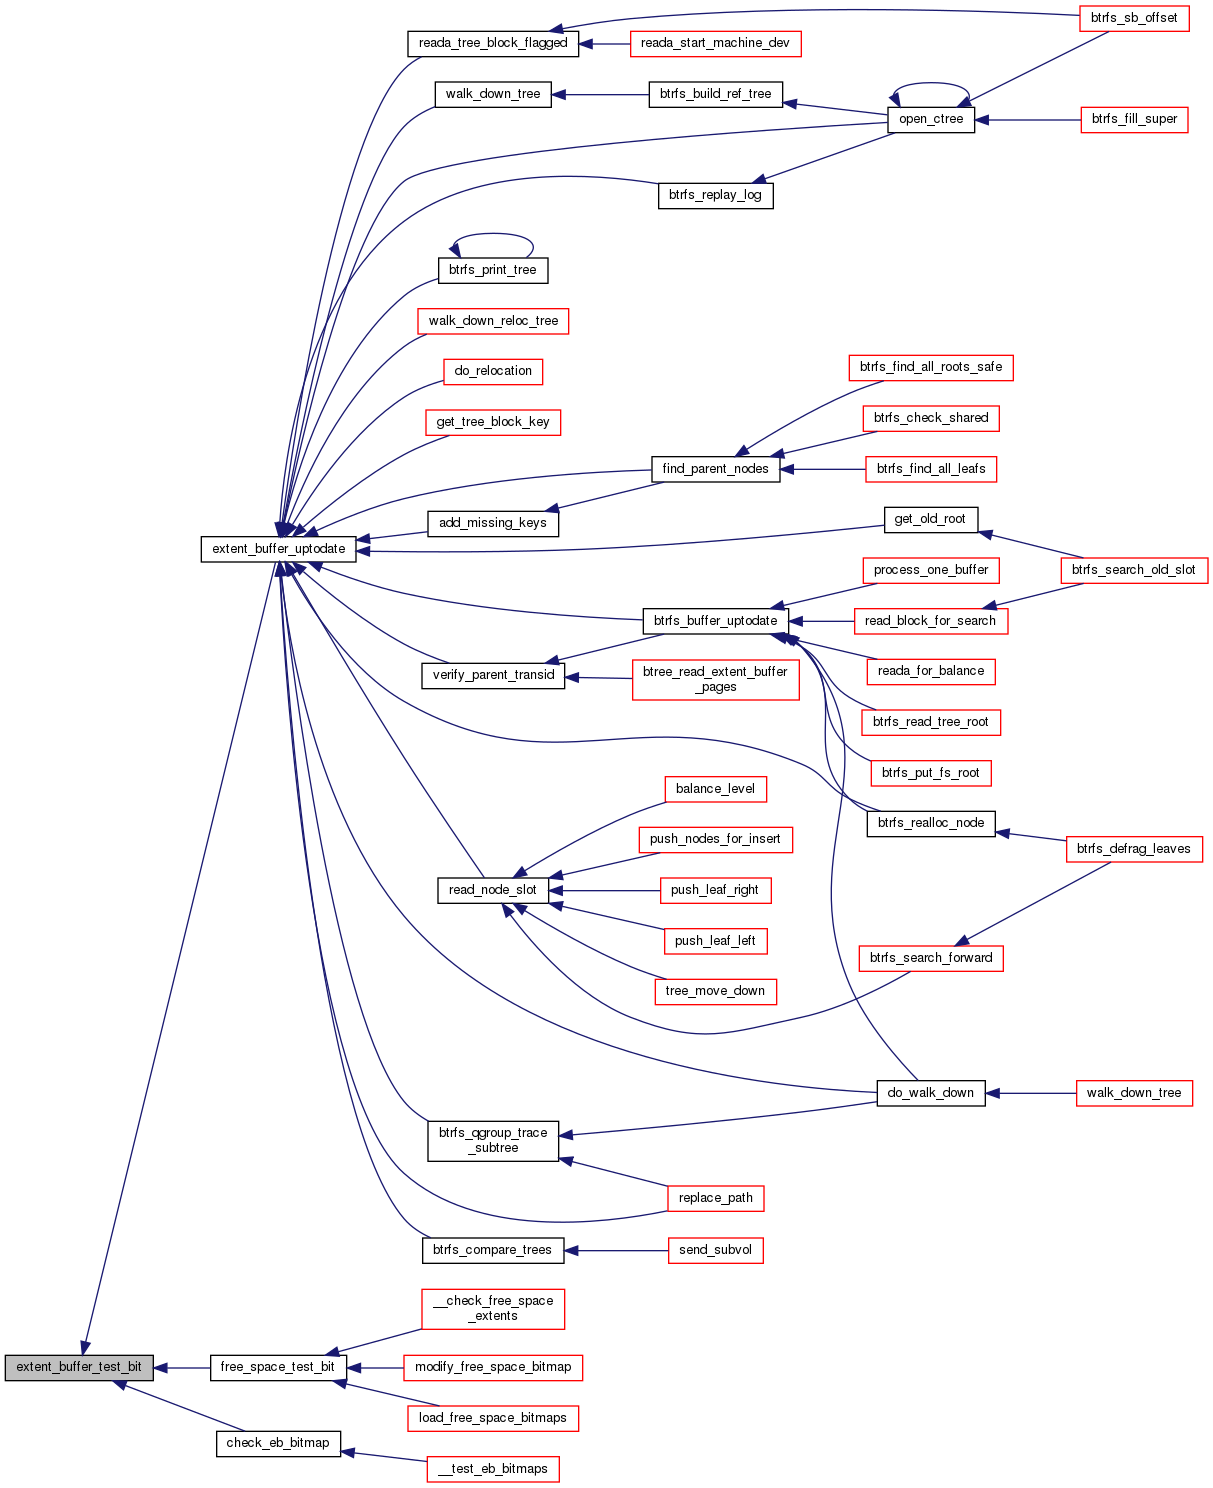 btrfs_sb_offset
reada_tree_block_flagged
reada_start_machine_dev
walk_down_tree
btrfs_build_ref_tree
open_ctree
btrfs_fill_super
btrfs_replay_log
btrfs_print_tree
walk_down_reloc_tree
do_relocation
get_tree_block_key
btrfs_find_all_roots_safe
btrfs_check_shared
find_parent_nodes
btrfs_find_all_leafs
add_missing_keys
get_old_root
extent_buffer_uptodate
process_one_buffer
btrfs_search_old_slot
btrfs_buffer_uptodate
read_block_for_search
verify_parent_transid
btree_read_extent_buffer
_pages
reada_for_balance
btrfs_read_tree_root
btrfs_put_fs_root
balance_level
btrfs_realloc_node
push_nodes_for_insert
btrfs_defrag_leaves
read_node_slot
push_leaf_right
push_leaf_left
btrfs_search_forward
tree_move_down
do_walk_down
walk_down_tree
btrfs_qgroup_trace
_subtree
replace_path
btrfs_compare_trees
send_subvol
__check_free_space
_extents
extent_buffer_test_bit
free_space_test_bit
modify_free_space_bitmap
load_free_space_bitmaps
check_eb_bitmap
__test_eb_bitmaps